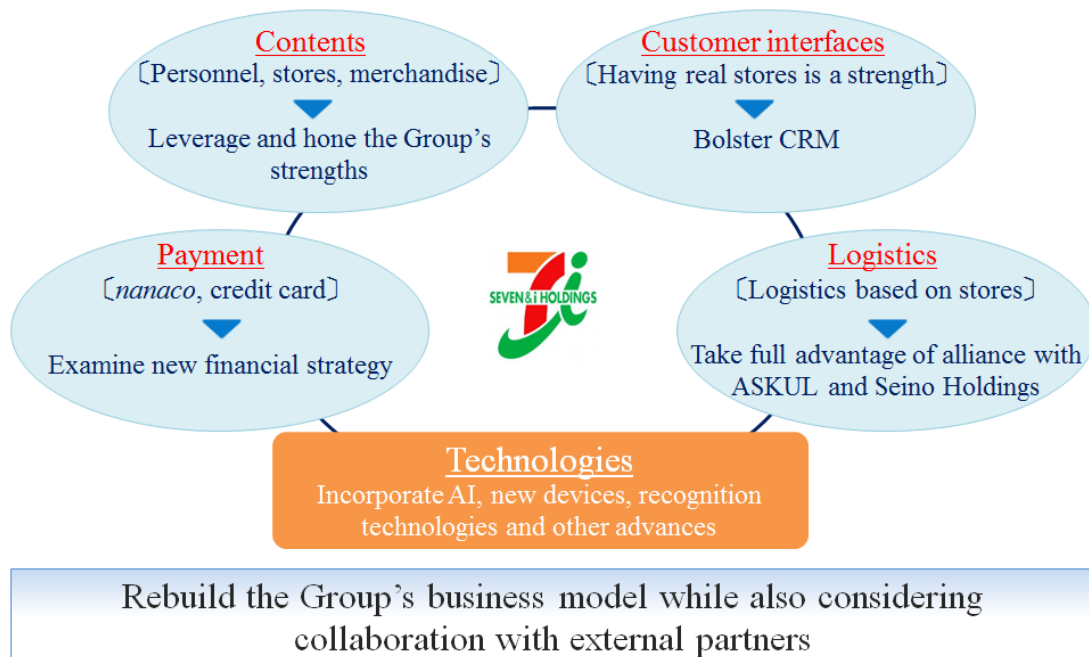 Contents
〔Personnel, stores, merchandise〕
Leverage and hone the Group’s
strengths
Customer interfaces
〔Having real stores is a strength〕
Bolster CRM
Payment
〔nanaco, credit card〕
Examine new financial strategy
SEVEN&i HOLDINGS
Logistics
〔Logistics based on stores〕
Take full advantage of alliance with
ASKUL and Seino Holdings
Technologies
Incorporate AI, new devices, recognition
technologies and other advances
Rebuild the Group’s business model while also considering
collaboration with external partners